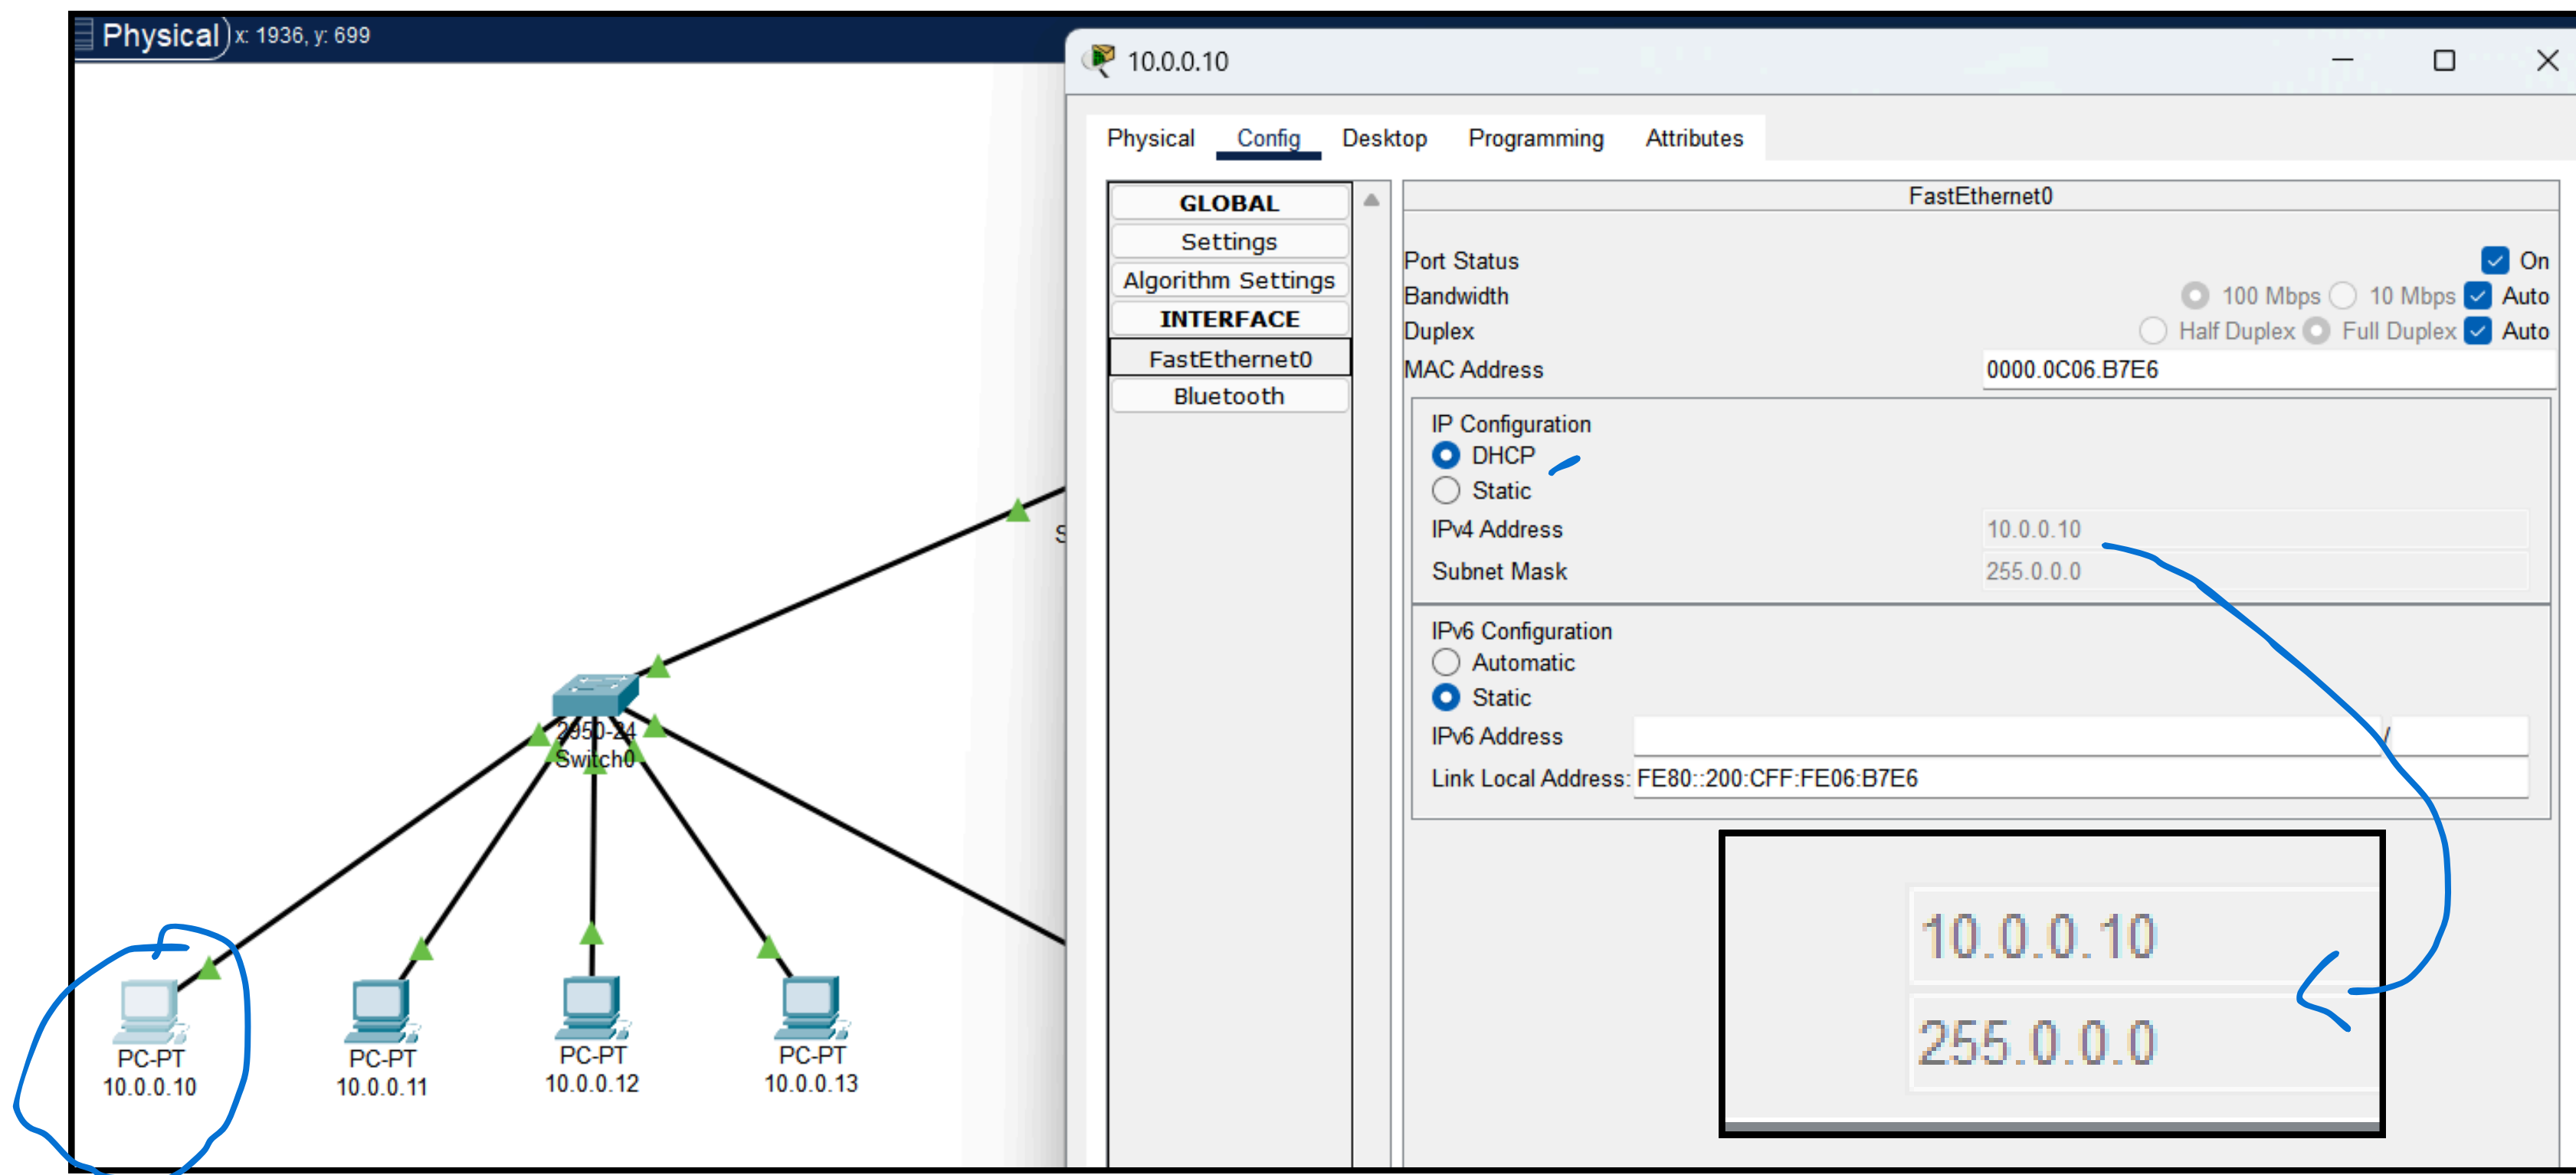 Physical x: 1936, y: 699
10.0.0.10
Physical Config Desktop Programming Attributes
GLOBAL
Settings
Algorithm Settings
INTERFACE
FastEthernet0
Bluetooth
FastEthernet0
Port Status On
Bandwidth 100 Mbps 10 Mbps Auto
Duplex Half Duplex Full Duplex Auto
MAC Address 0000.0C06.B7E6
IP Configuration
DHCP
Static
IPv4 Address 10.0.0.10
Subnet Mask 255.0.0.0
IPv6 Configuration
Automatic
Static
IPv6 Address /
Link Local Address: FE80::200:CFF:FE06:B7E6
10.0.0.10
255.0.0.0
S
2950-24
Switch0
PC-PT
10.0.0.10
PC-PT
10.0.0.11
PC-PT
10.0.0.12
PC-PT
10.0.0.13